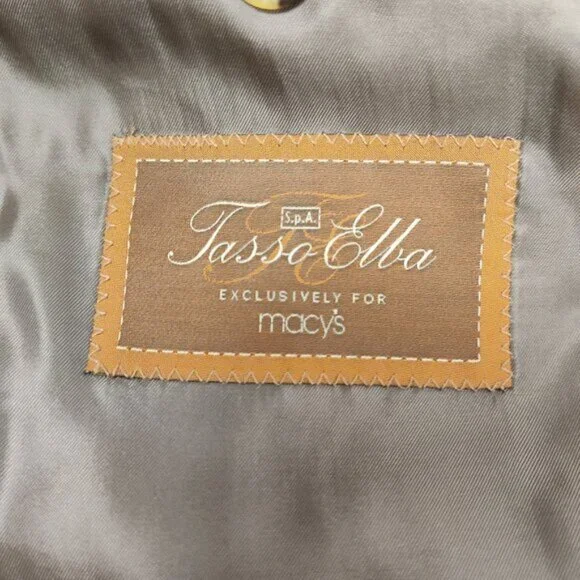 S.p.A.
Tasso Elba
EXCLUSIVELY FOR
macy's